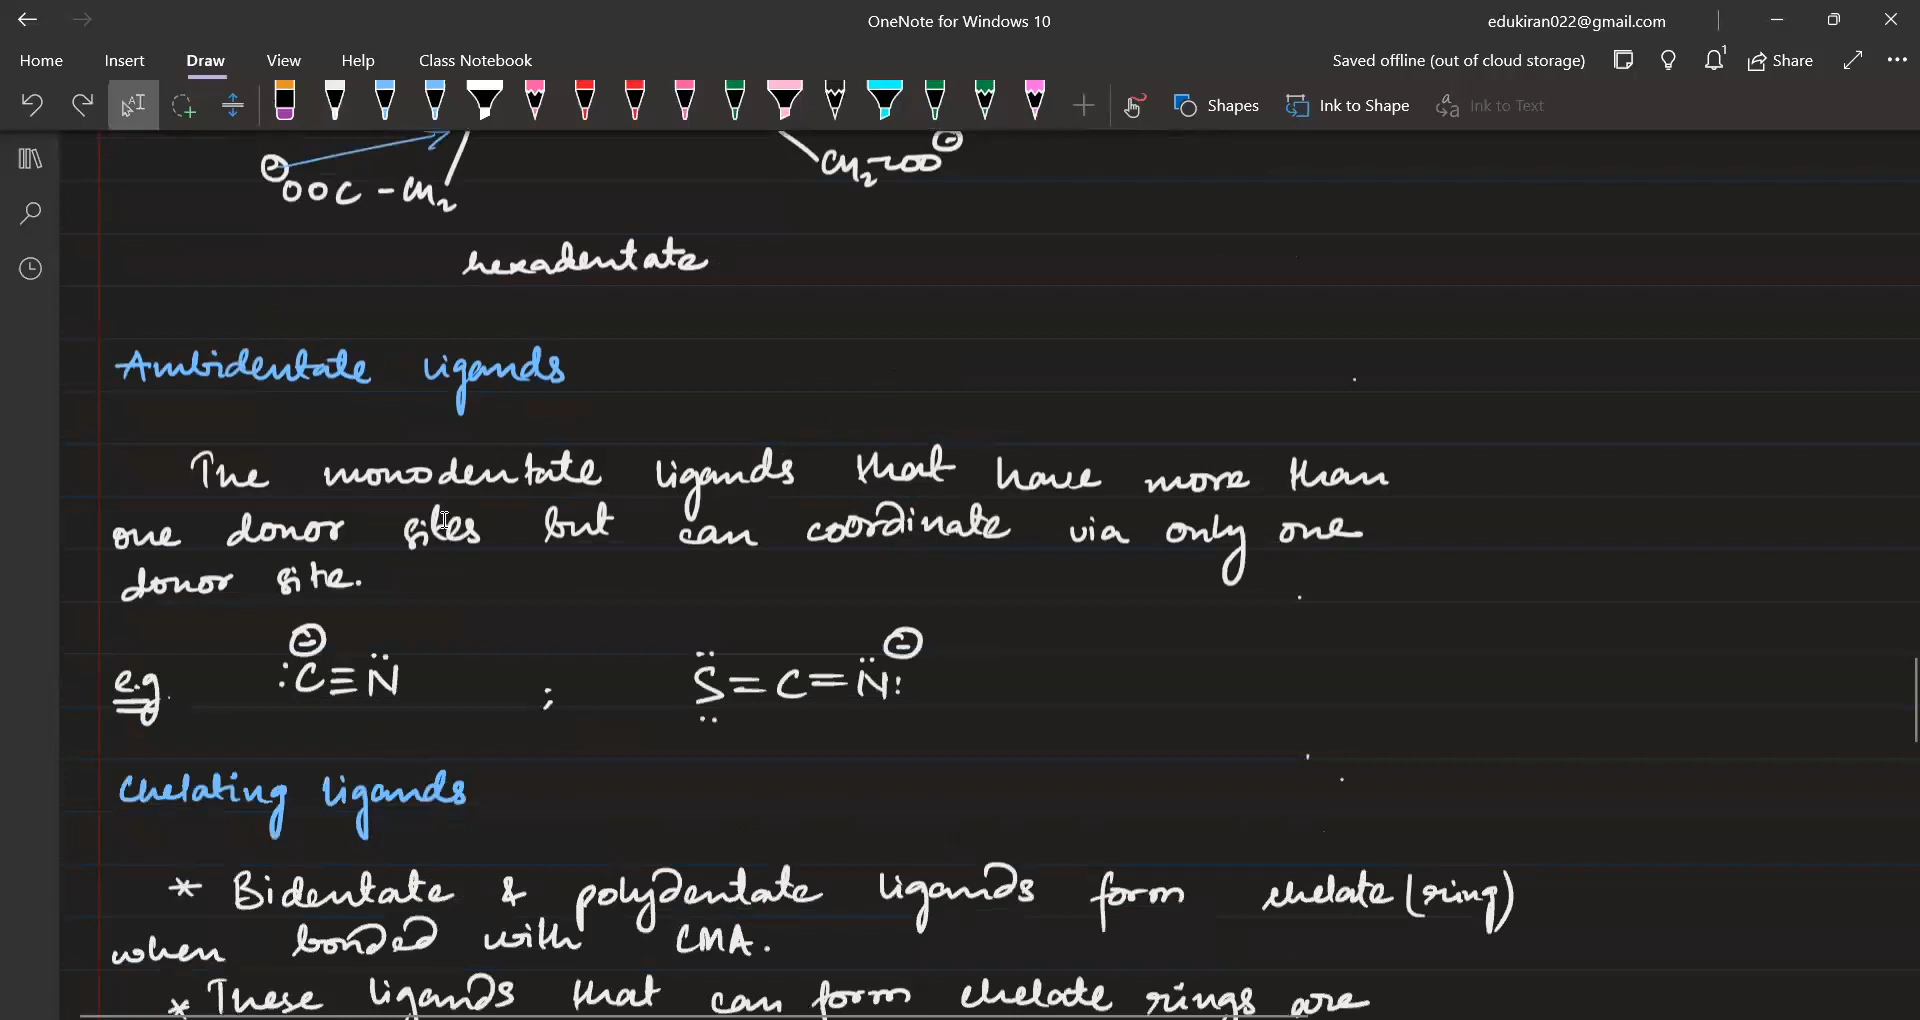 OneNote for Windows 10
edukiran022@gmail.com
Home Insert Draw View Help Class Notebook
Saved offline (out of cloud storage) 1 Share
Shapes Ink to Shape Ink to Text
⊖OOC - CH2 CH2-COO⊖
hexadentate
Ambidentate ligands
The monodentate ligands that have more than
one donor sites but can coordinate via only one
donor site.
e.g :C≡N̈ ⊖ ; S̈=C=N̈: ⊖
Chelating ligands
* Bidentate & polydentate ligands form chelate (ring)
when bonded with CMA.
* These ligands that can form chelate rings are